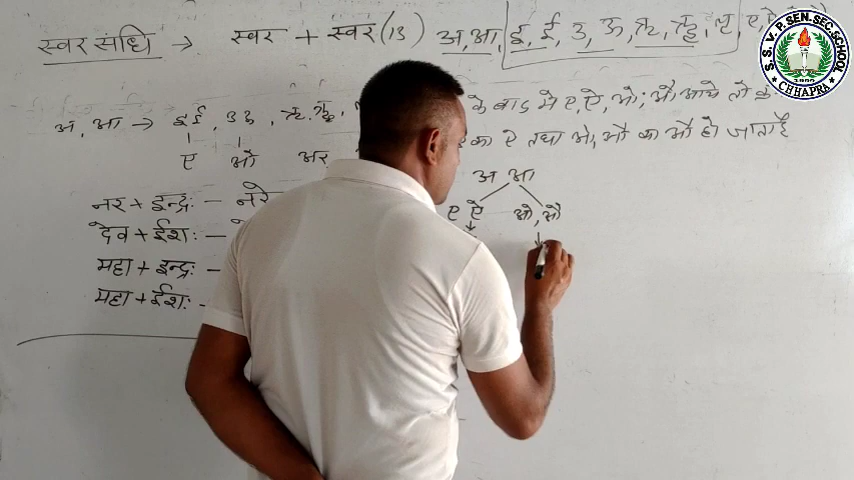 स्वर संधि → स्वर + स्वर (13) अ, आ, इ, ई, उ, ऊ, ऋ, ॠ, ए, ऐ
के बाद मे ए, ऐ, ओ, औ आये तो
अ, आ → इ ई, उ ऊ, ऋ, ॠ,
का ऐ तथा ओ, औ का औ हो जाता है
ए ओ अर
अ आ
नर + इन्द्रः - नरे
ए ऐ ओ, औ
देव + ईशः -
महा + इन्द्रः -
महा + ईशः -
S. S. V. P. SEN. SEC. SCHOOL
CHHAPRA